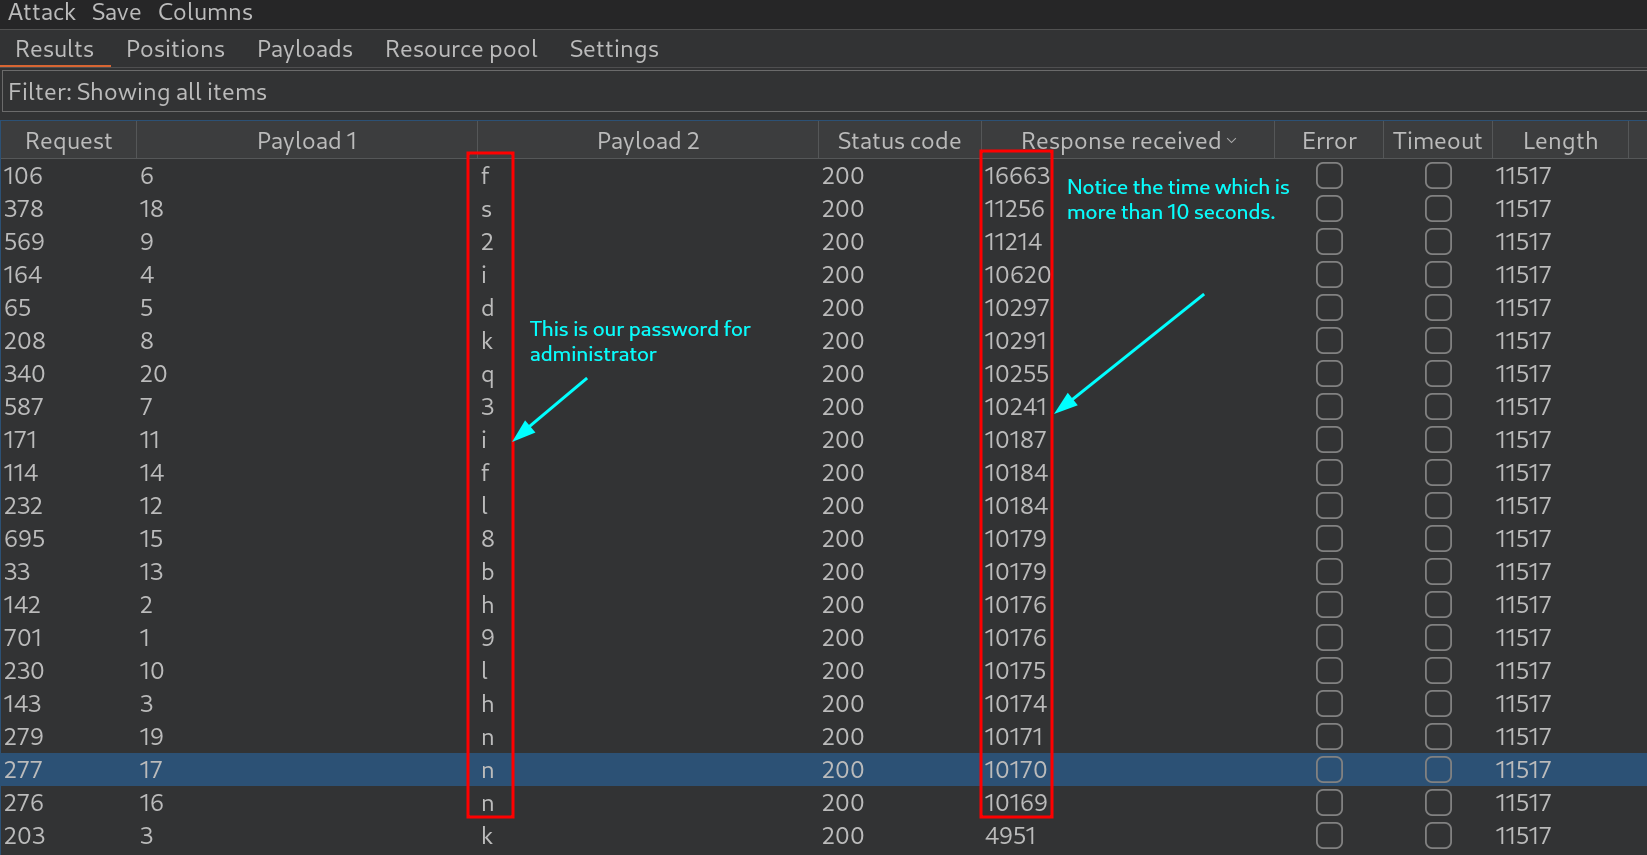 Attack Save Columns
Results Positions Payloads Resource pool Settings
Filter: Showing all items
Request Payload 1 Payload 2 Status code Response received Error Timeout Length
106 6 f 200 16663 11517
378 18 s 200 11256 11517
569 9 2 200 11214 11517
164 4 i 200 10620 11517
65 5 d 200 10297 11517
208 8 k 200 10291 11517
340 20 q 200 10255 11517
587 7 3 200 10241 11517
171 11 i 200 10187 11517
114 14 f 200 10184 11517
232 12 l 200 10184 11517
695 15 8 200 10179 11517
33 13 b 200 10179 11517
142 2 h 200 10176 11517
701 1 9 200 10176 11517
230 10 l 200 10175 11517
143 3 h 200 10174 11517
279 19 n 200 10171 11517
277 17 n 200 10170 11517
276 16 n 200 10169 11517
203 3 k 200 4951 11517
Notice the time which is
more than 10 seconds.
This is our password for
administrator